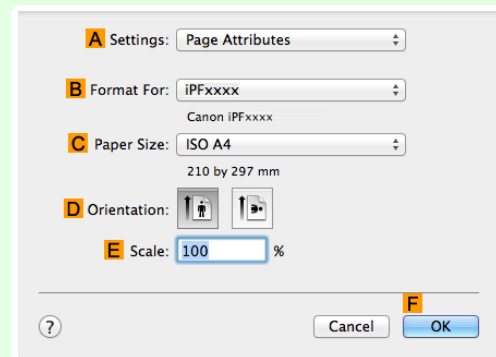 A Settings: Page Attributes
B Format For: iPFxxxx
Canon iPFxxxx
C Paper Size: ISO A4
210 by 297 mm
D Orientation:
E Scale: 100 %
F
? Cancel OK